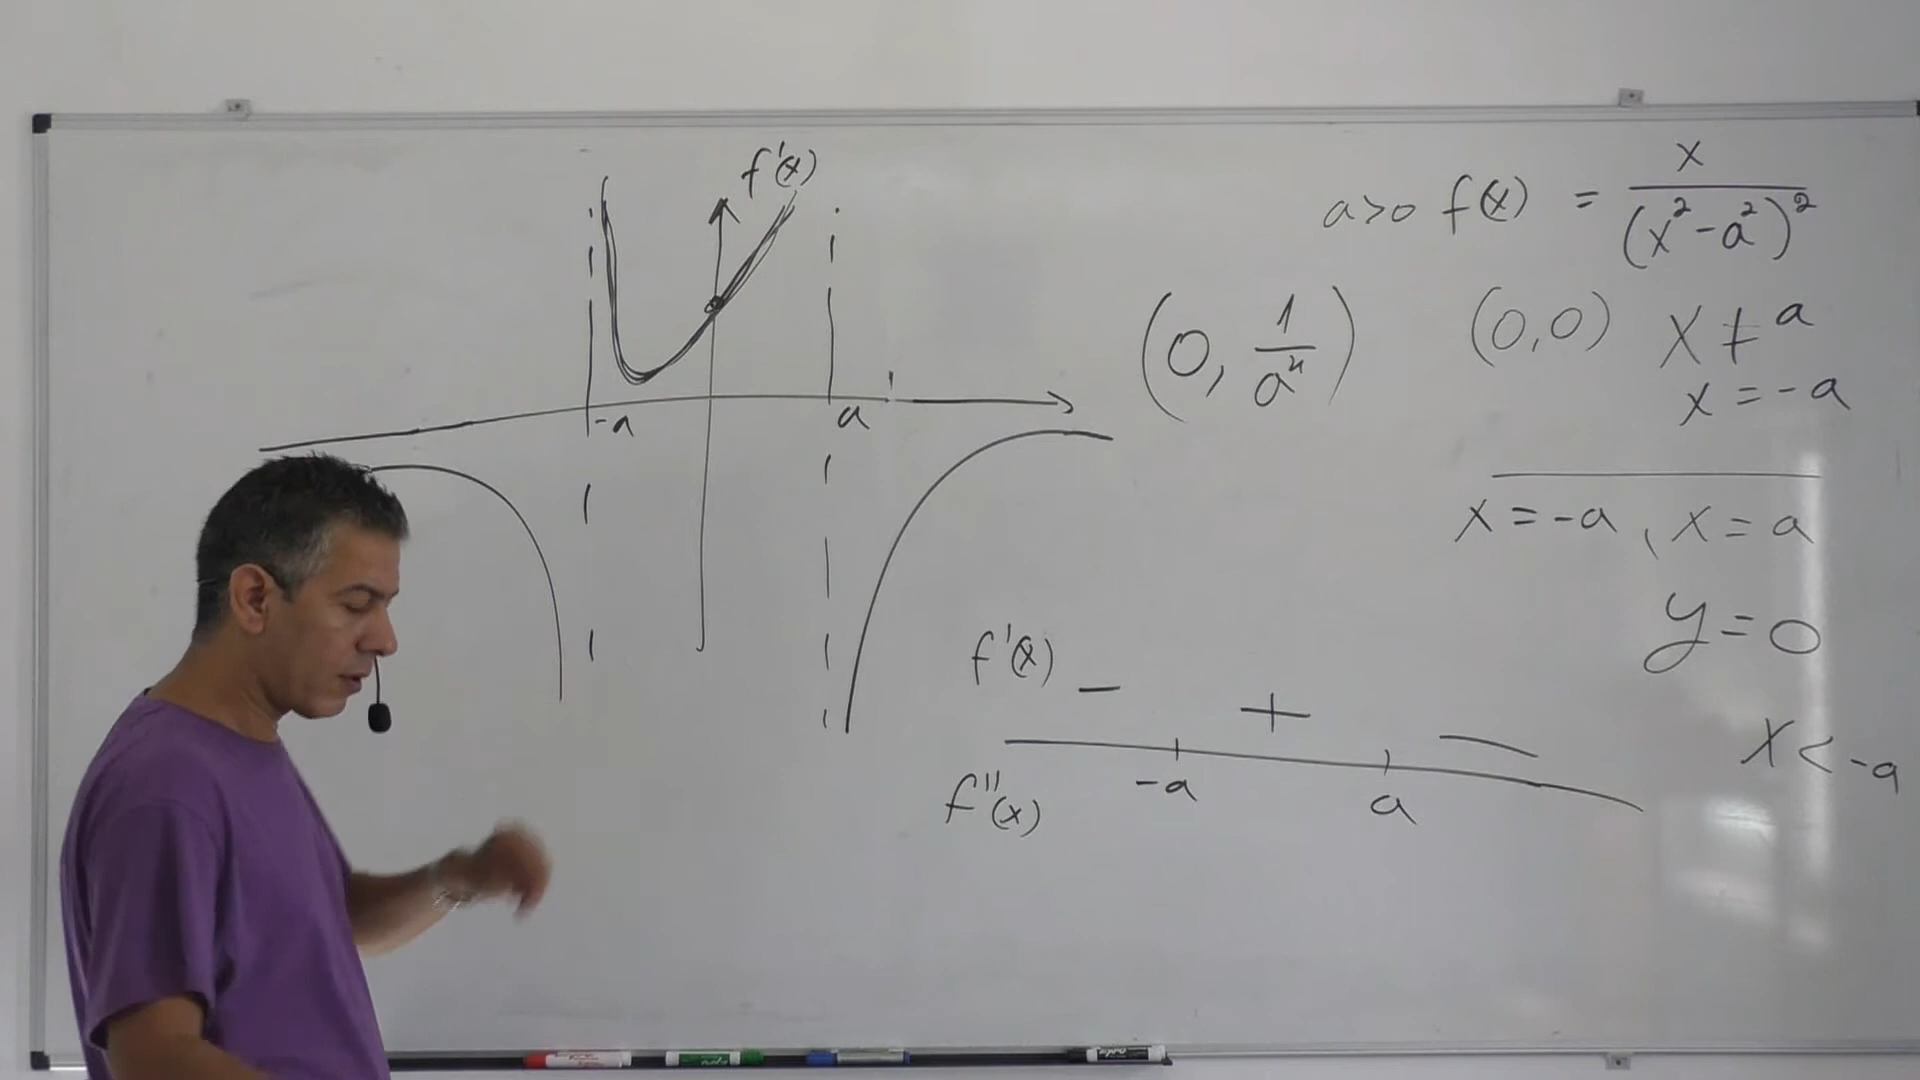 f'(x)
-a
a
a>0 f(x) = x / (x² - a²)²
(0, 1/a⁴)
(0,0)
x ≠ a
x = -a
x = -a, x = a
y = 0
x < -a
f'(x)
− + −
-a a
f''(x)